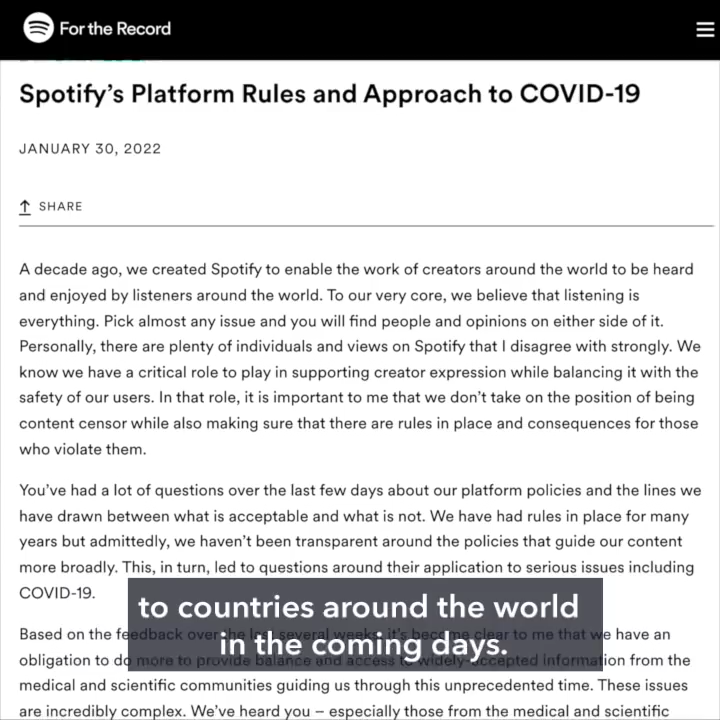 For the Record
Spotify's Platform Rules and Approach to COVID-19
JANUARY 30, 2022
SHARE
A decade ago, we created Spotify to enable the work of creators around the world to be heard
and enjoyed by listeners around the world. To our very core, we believe that listening is
everything. Pick almost any issue and you will find people and opinions on either side of it.
Personally, there are plenty of individuals and views on Spotify that I disagree with strongly. We
know we have a critical role to play in supporting creator expression while balancing it with the
safety of our users. In that role, it is important to me that we don't take on the position of being
content censor while also making sure that there are rules in place and consequences for those
who violate them.
You've had a lot of questions over the last few days about our platform policies and the lines we
have drawn between what is acceptable and what is not. We have had rules in place for many
years but admittedly, we haven't been transparent around the policies that guide our content
more broadly. This, in turn, led to questions around their application to serious issues including
COVID-19.
to countries around the world
in the coming days.
Based on the feedback over the last several weeks, it's become clear to me that we have an
obligation to do more to provide balance and access to widely-accepted information from the
medical and scientific communities guiding us through this unprecedented time. These issues
are incredibly complex. We've heard you – especially those from the medical and scientific